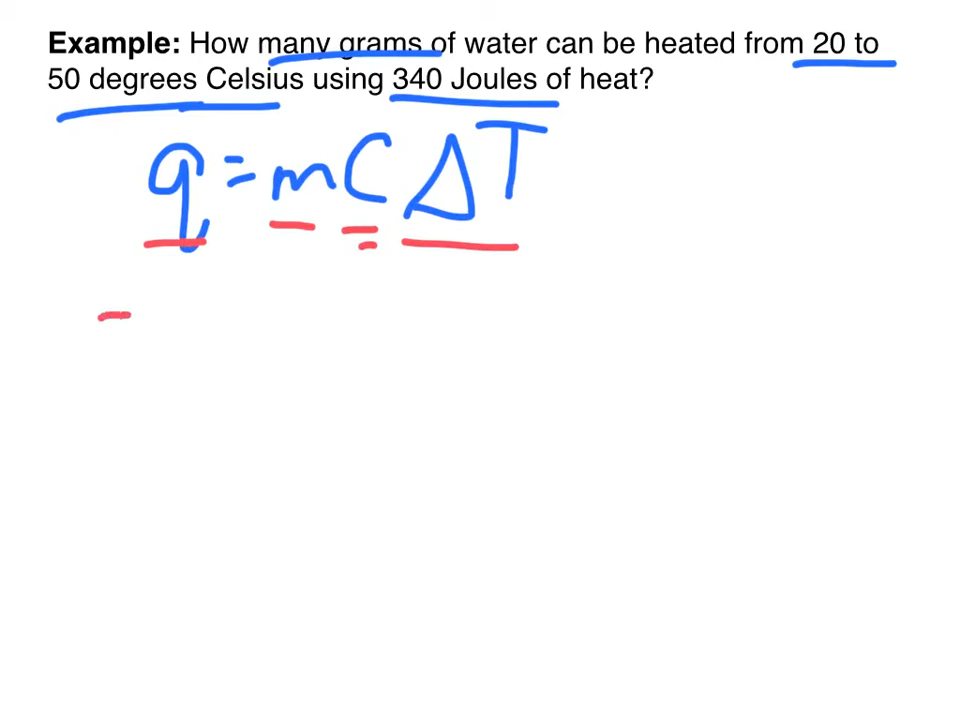 Example: How many grams of water can be heated from 20 to
50 degrees Celsius using 340 Joules of heat?
q = m C Δ T